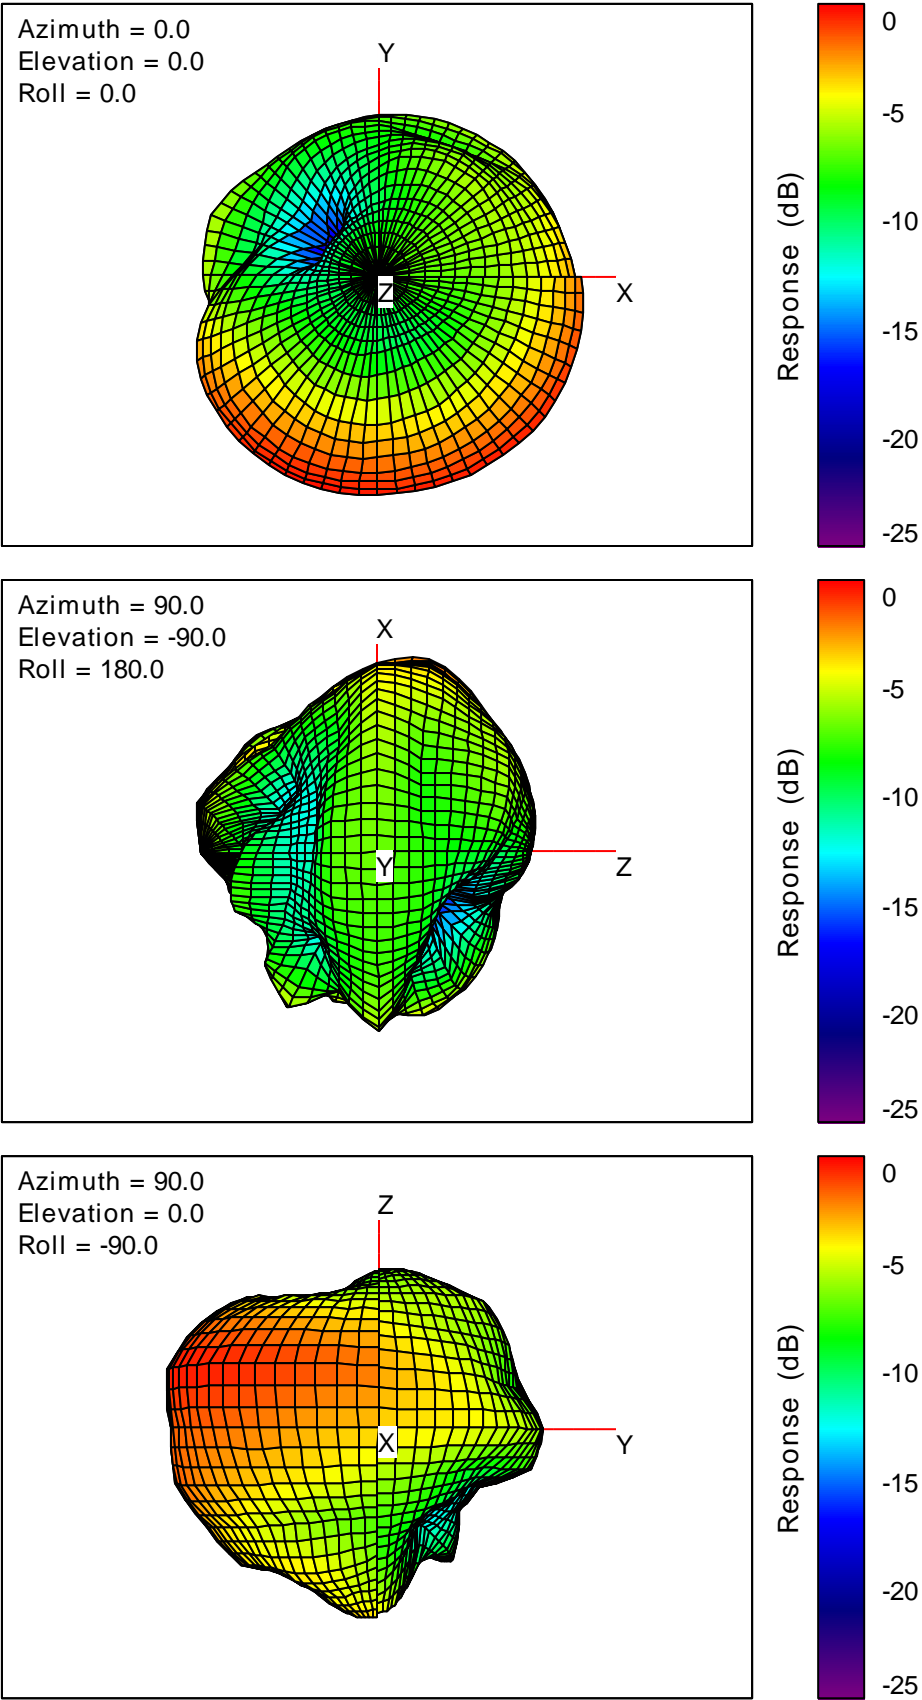 Azimuth = 0.0
Elevation = 0.0
Roll = 0.0
Y
X
Z
0
-5
-10
-15
-20
-25
Response (dB)
Azimuth = 90.0
Elevation = -90.0
Roll = 180.0
X
Z
Y
0
-5
-10
-15
-20
-25
Response (dB)
Azimuth = 90.0
Elevation = 0.0
Roll = -90.0
Z
Y
X
0
-5
-10
-15
-20
-25
Response (dB)